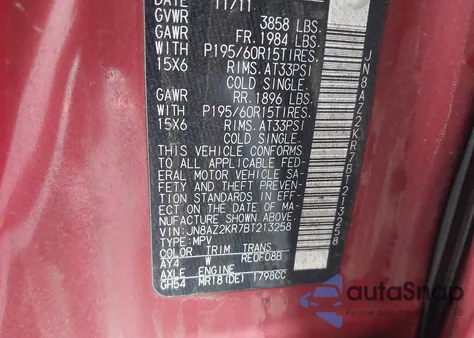 DATE 11/11
GVWR 3858 LBS.
GAWR FR. 1984 LBS.
WITH P195/60R15TIRES.
15X6 RIMS. AT33PSI
COLD SINGLE.
GAWR RR. 1896 LBS.
WITH P195/60R15TIRES.
15X6 RIMS. AT33PSI
COLD SINGLE.
THIS VEHICLE CONFORMS
TO ALL APPLICABLE FED-
ERAL MOTOR VEHICLE SA-
FETY AND THEFT PREVEN-
TION STANDARDS IN EFF-
ECT ON THE DATE OF MA-
NUFACTURE SHOWN ABOVE.
VIN:JN8AZ2KR7BT213258
TYPE:MPV
COLOR TRIM TRANS
AY4 W RE0F08B
AXLE ENGINE
GH54 MR18(DE) 1798CC
JN8AZ2KR7BT213258
autoSnap